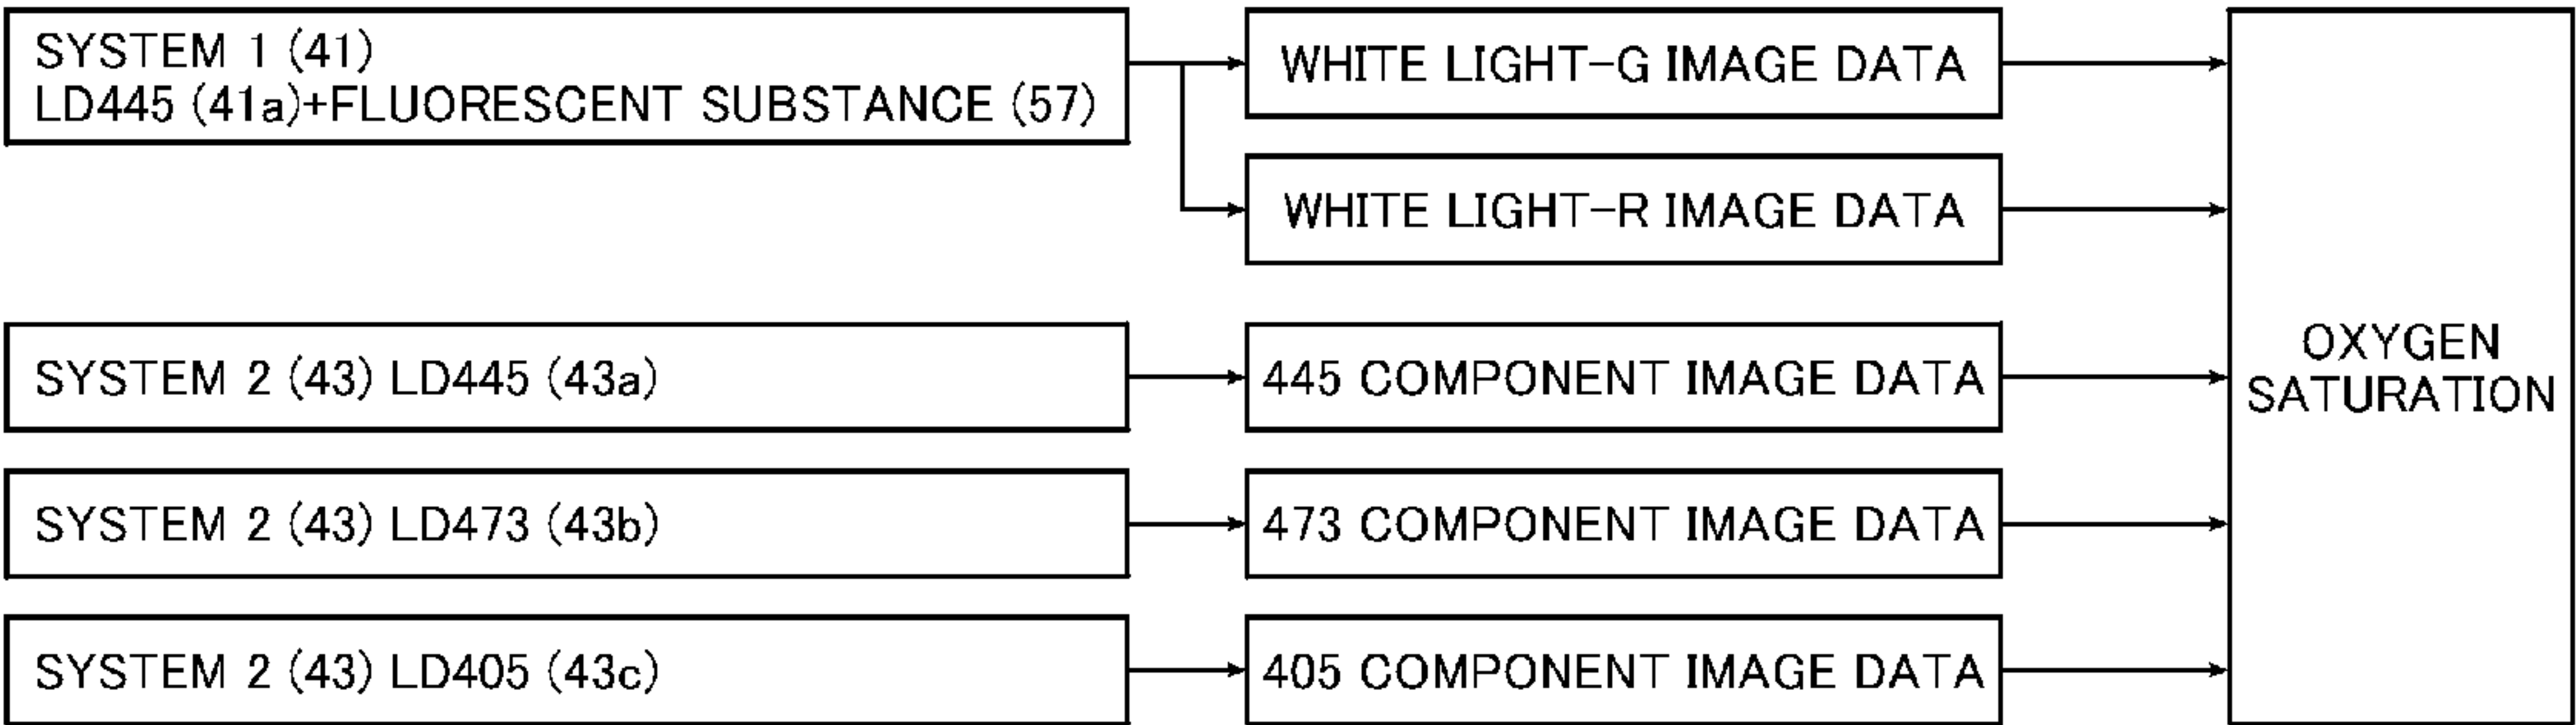 SYSTEM 1 (41)
LD445 (41a)+FLUORESCENT SUBSTANCE (57)
WHITE LIGHT-G IMAGE DATA
WHITE LIGHT-R IMAGE DATA
SYSTEM 2 (43) LD445 (43a)
445 COMPONENT IMAGE DATA
SYSTEM 2 (43) LD473 (43b)
473 COMPONENT IMAGE DATA
SYSTEM 2 (43) LD405 (43c)
405 COMPONENT IMAGE DATA
OXYGEN
SATURATION